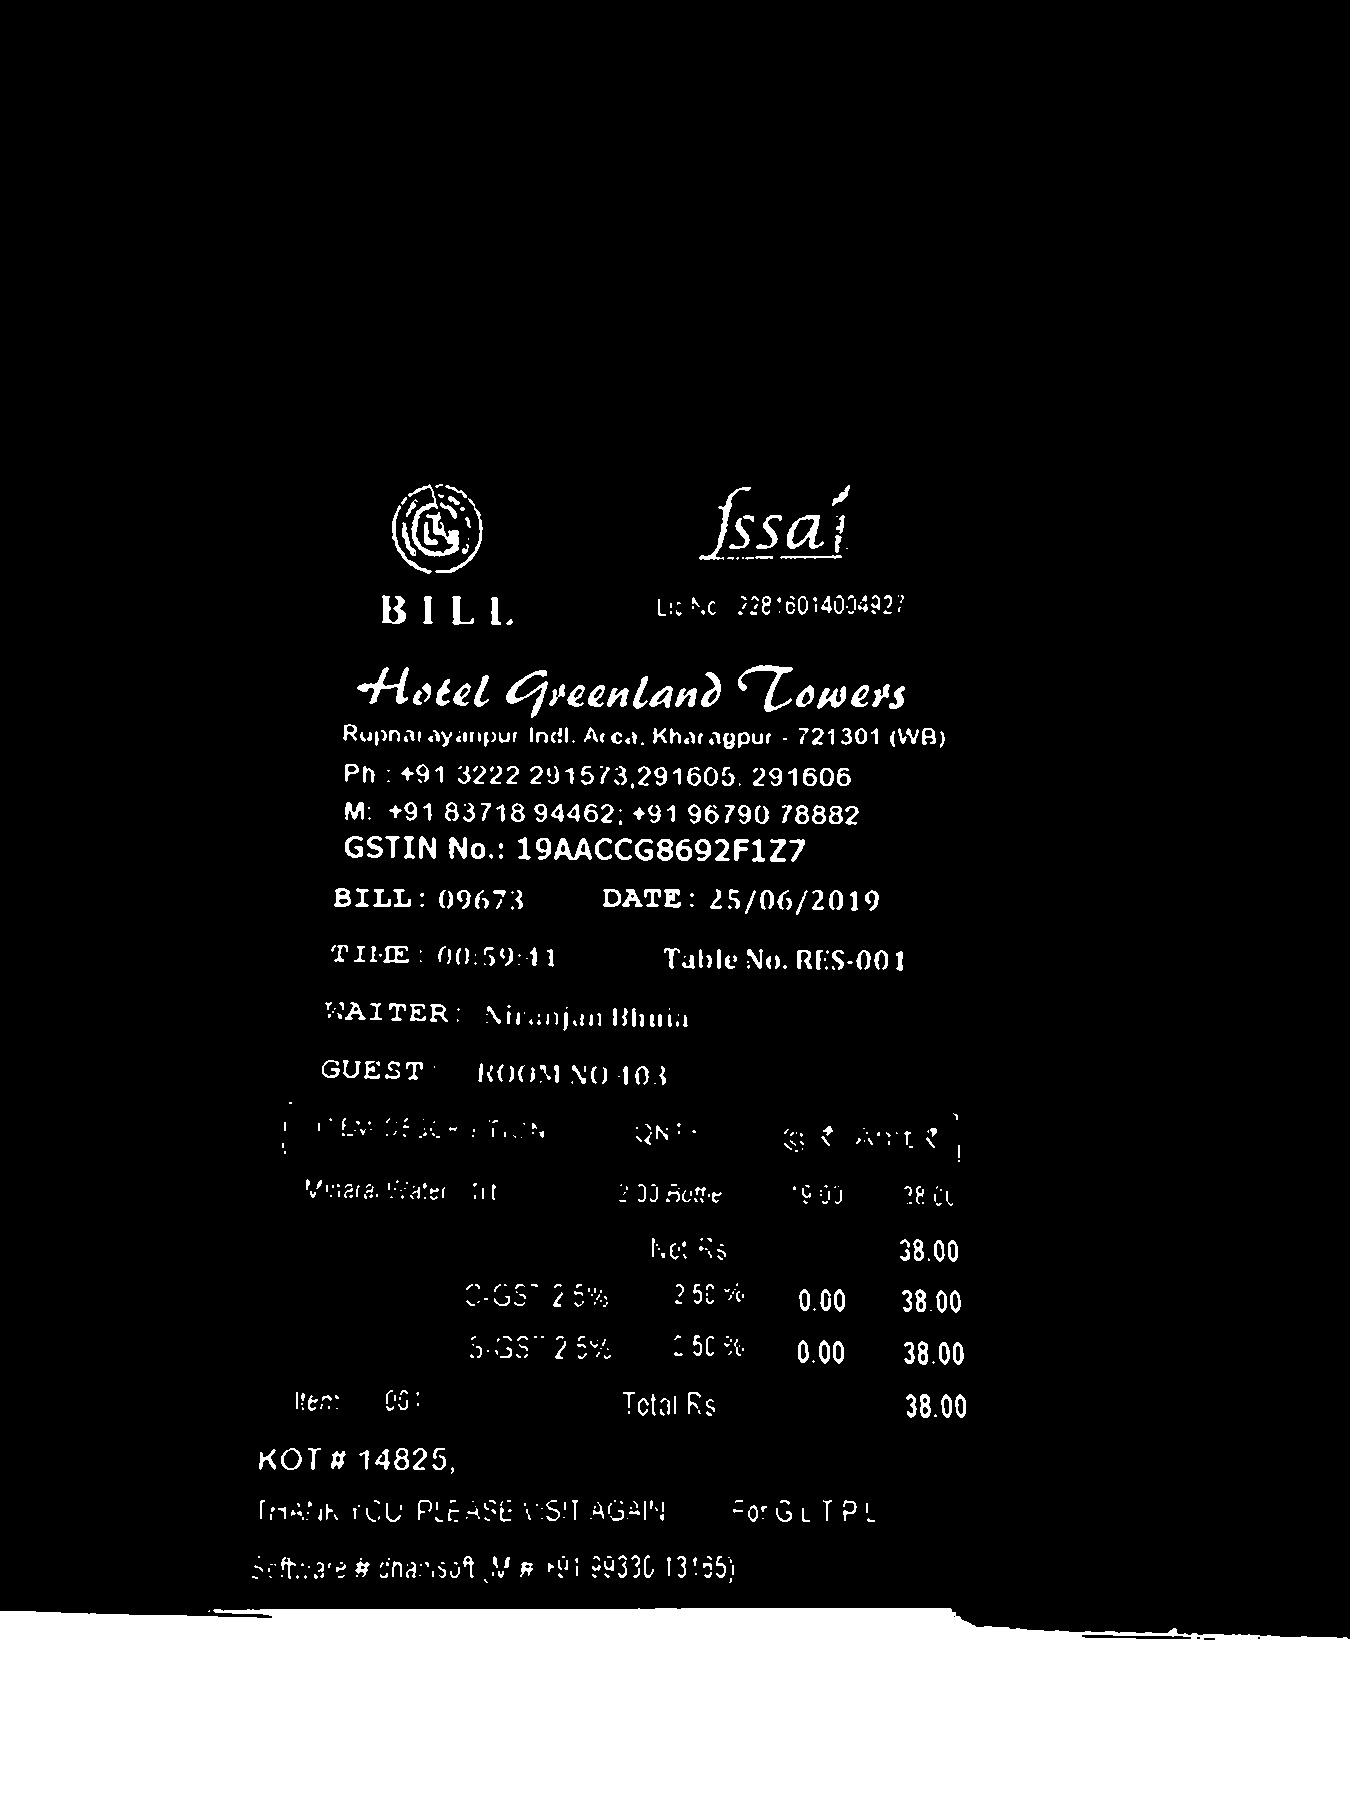 fssai
BILL Lic No 22816014004927
Hotel Greenland Towers
Rupnarayanpur Indl. Area, Kharagpur - 721301 (WB)
Ph : +91 3222 291573,291605, 291606
M: +91 83718 94462; +91 96790 78882
GSTIN No.: 19AACCG8692F1Z7
BILL: 09673 DATE: 25/06/2019
TIME: 00:59:41 Table No. RES-001
WAITER: Niranjan Bhuia
GUEST: ROOM NO 403
ITEM DESCRIPTION QNTY @ ₹ Amt. ₹
Minaral Water 2.00 Bottle 19.00 38.00
Net Rs 38.00
C-GST 2.5% 2.50 % 0.00 38.00
S-GST 2.5% 2.50 % 0.00 38.00
Item 001 Total Rs 38.00
KOT # 14825,
THANK YOU PLEASE VISIT AGAIN For G L T P L
Software # dhansoft (M # +91 99330 13165)